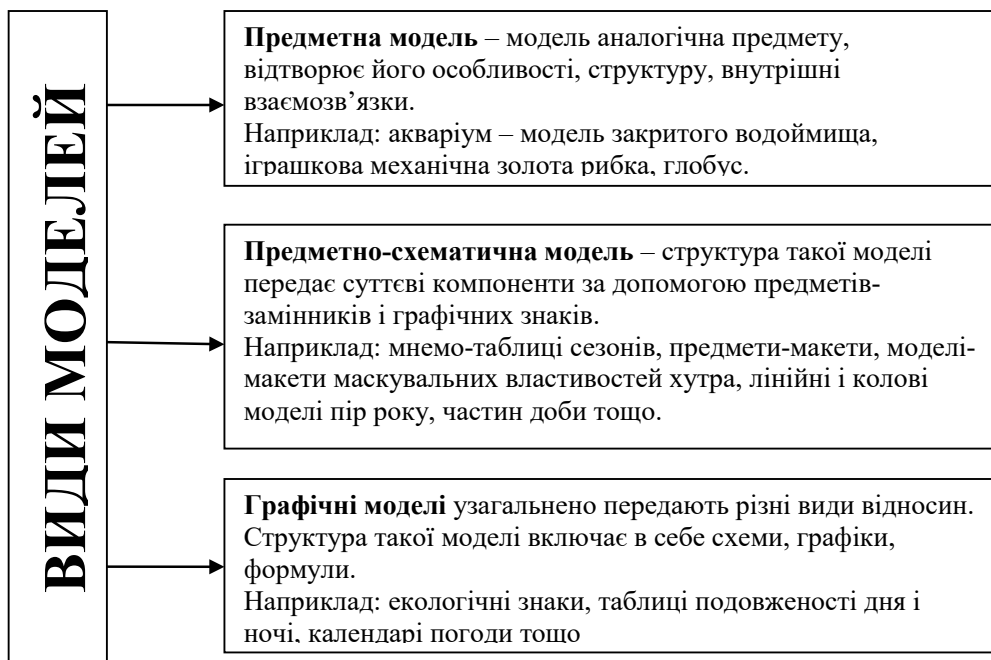 ВИДИ МОДЕЛЕЙ
Предметна модель – модель аналогічна предмету,
відтворює його особливості, структуру, внутрішні
взаємозв’язки.
Наприклад: акваріум – модель закритого водоймища,
іграшкова механічна золота рибка, глобус.
Предметно-схематична модель – структура такої моделі
передає суттєві компоненти за допомогою предметів-
замінників і графічних знаків.
Наприклад: мнемо-таблиці сезонів, предмети-макети, моделі-
макети маскувальних властивостей хутра, лінійні і колові
моделі пір року, частин доби тощо.
Графічні моделі узагальнено передають різні види відносин.
Структура такої моделі включає в себе схеми, графіки,
формули.
Наприклад: екологічні знаки, таблиці подовженості дня і
ночі, календарі погоди тощо